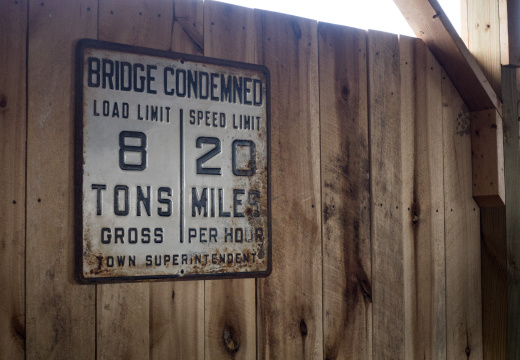 BRIDGE CONDEMNED
LOAD LIMIT SPEED LIMIT
8 20
TONS MILES
GROSS PER HOUR
TOWN SUPERINTENDENT